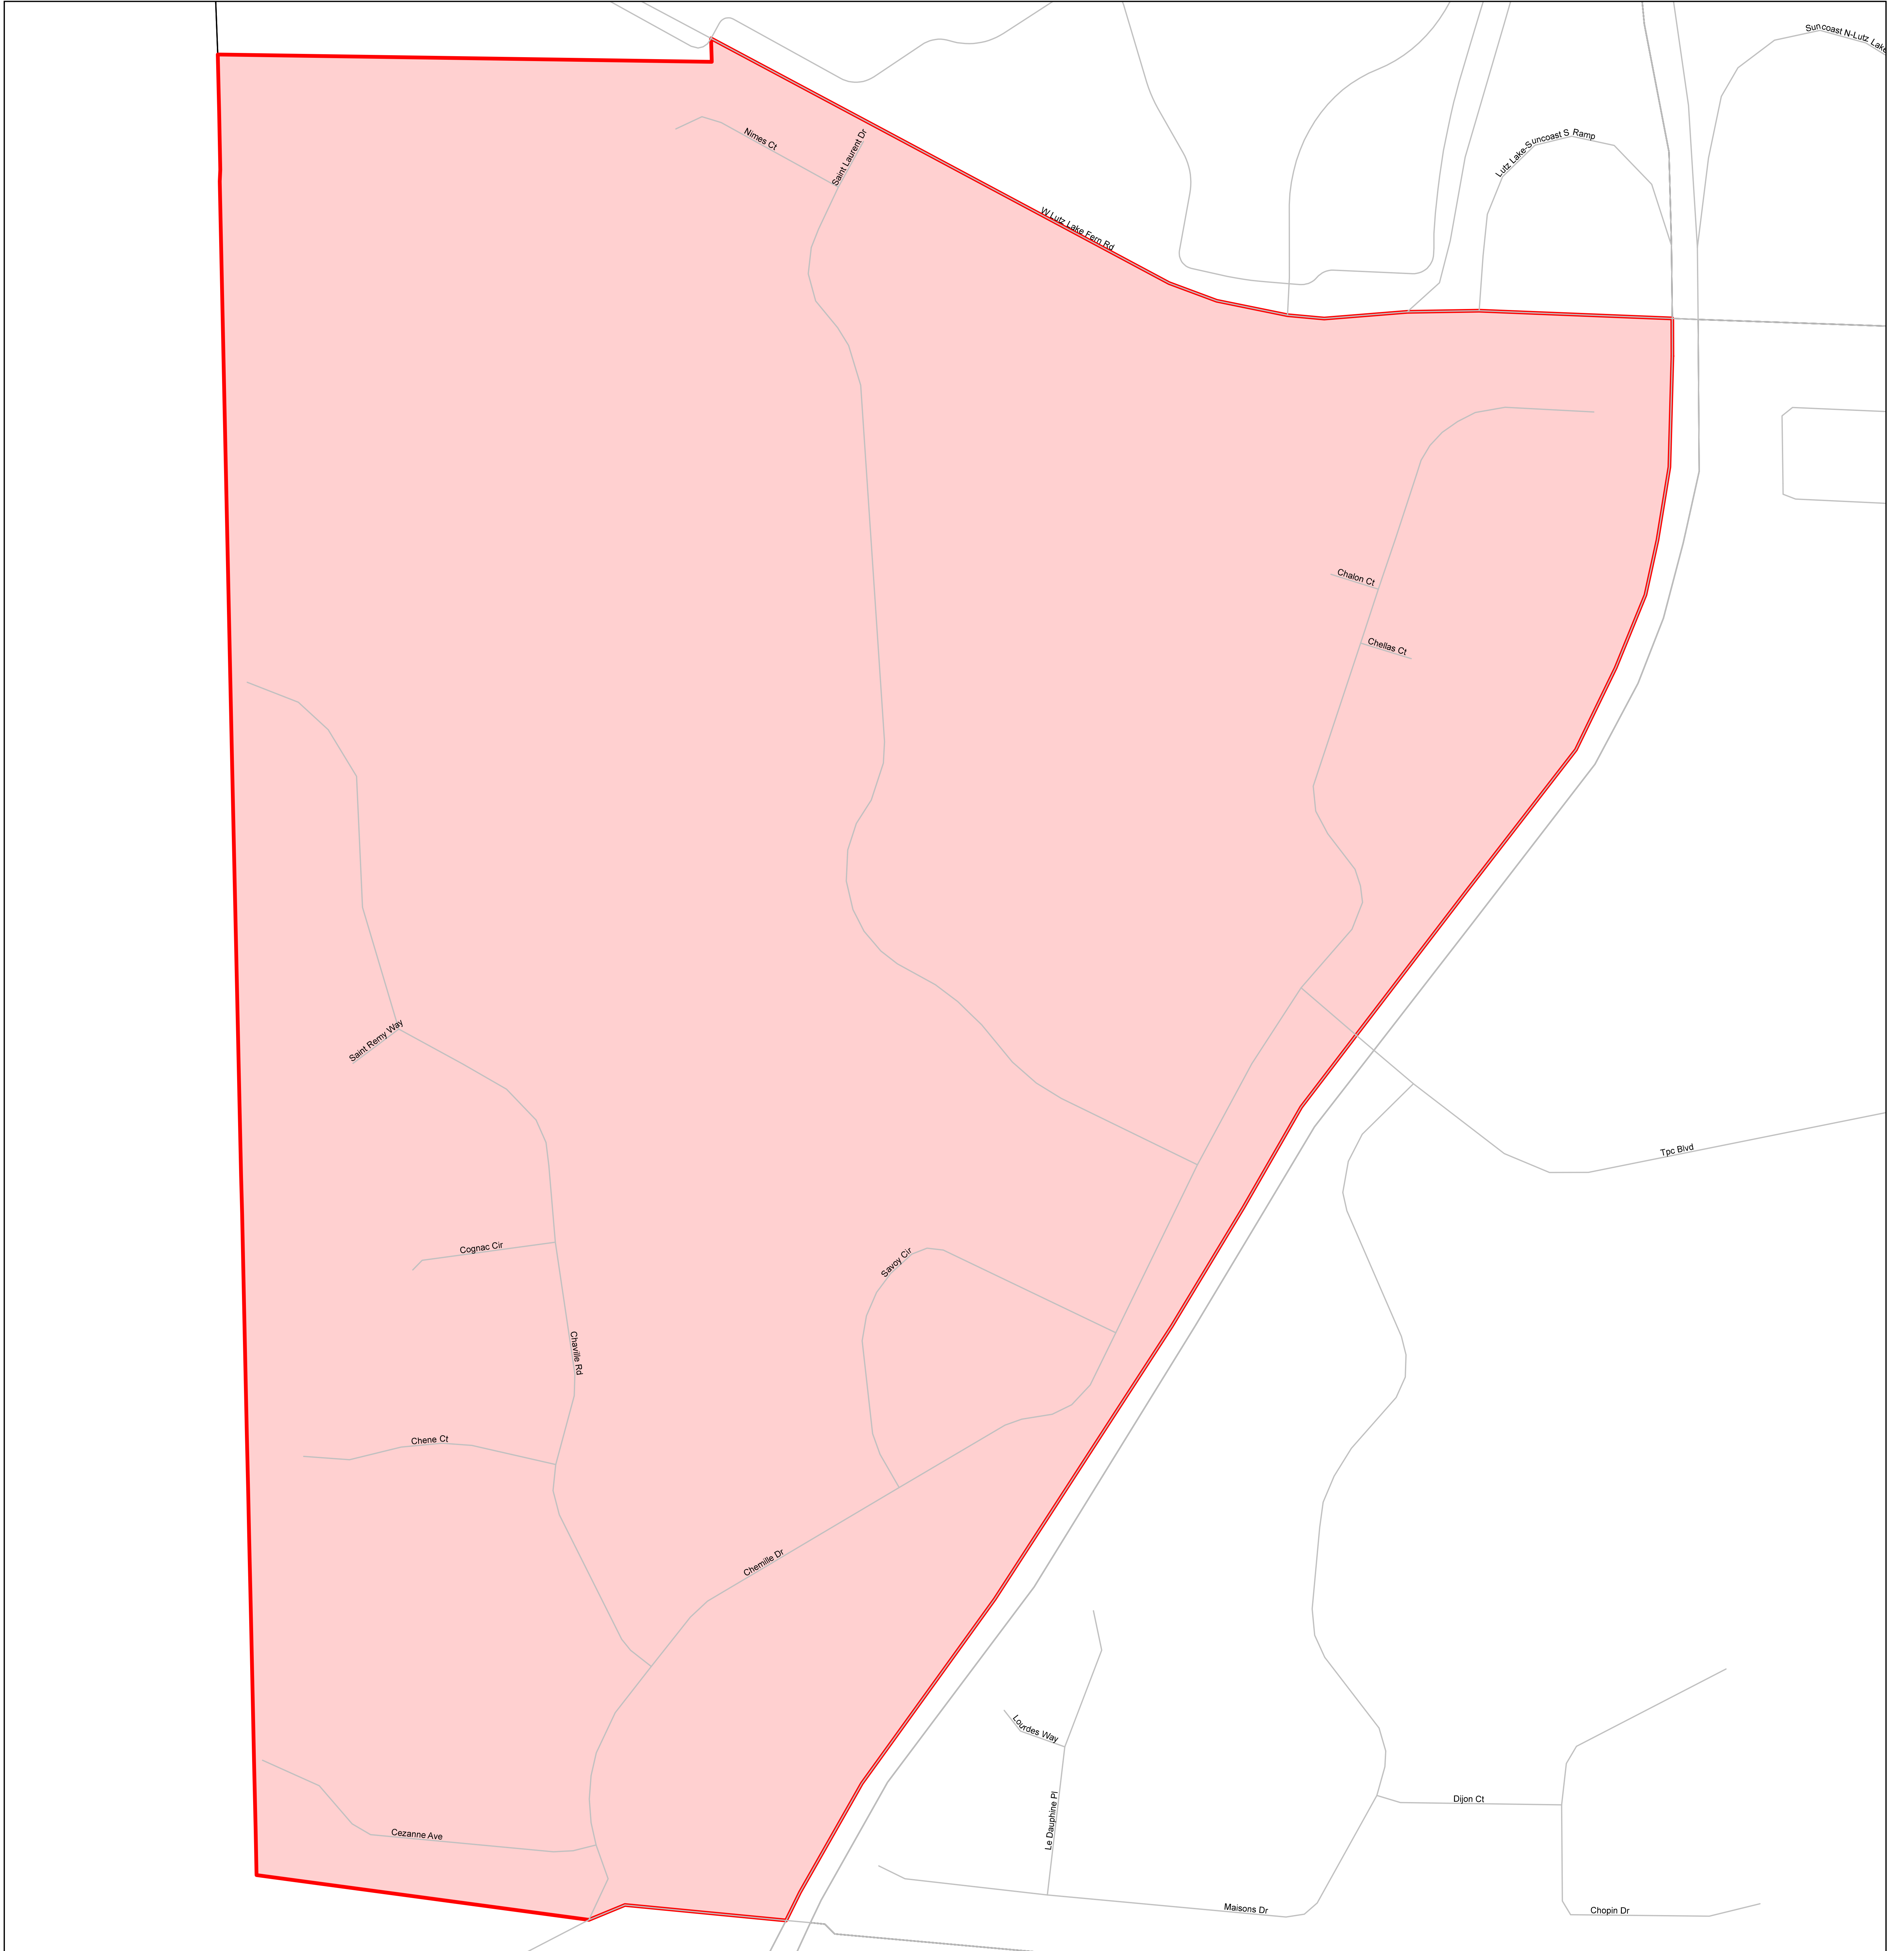 Suncoast N-Lutz Lake
Lutz Lake-Suncoast S Ramp
Nimes Ct
Saint Laurent Dr
W Lutz Lake Fern Rd
Chalon Ct
Chellas Ct
Saint Remy Way
Tpc Blvd
Cognac Cir
Savoy Cir
Chaville Rd
Chene Ct
Chemille Dr
Lourdes Way
Le Dauphine Pl
Dijon Ct
Cezanne Ave
Maisons Dr
Chopin Dr